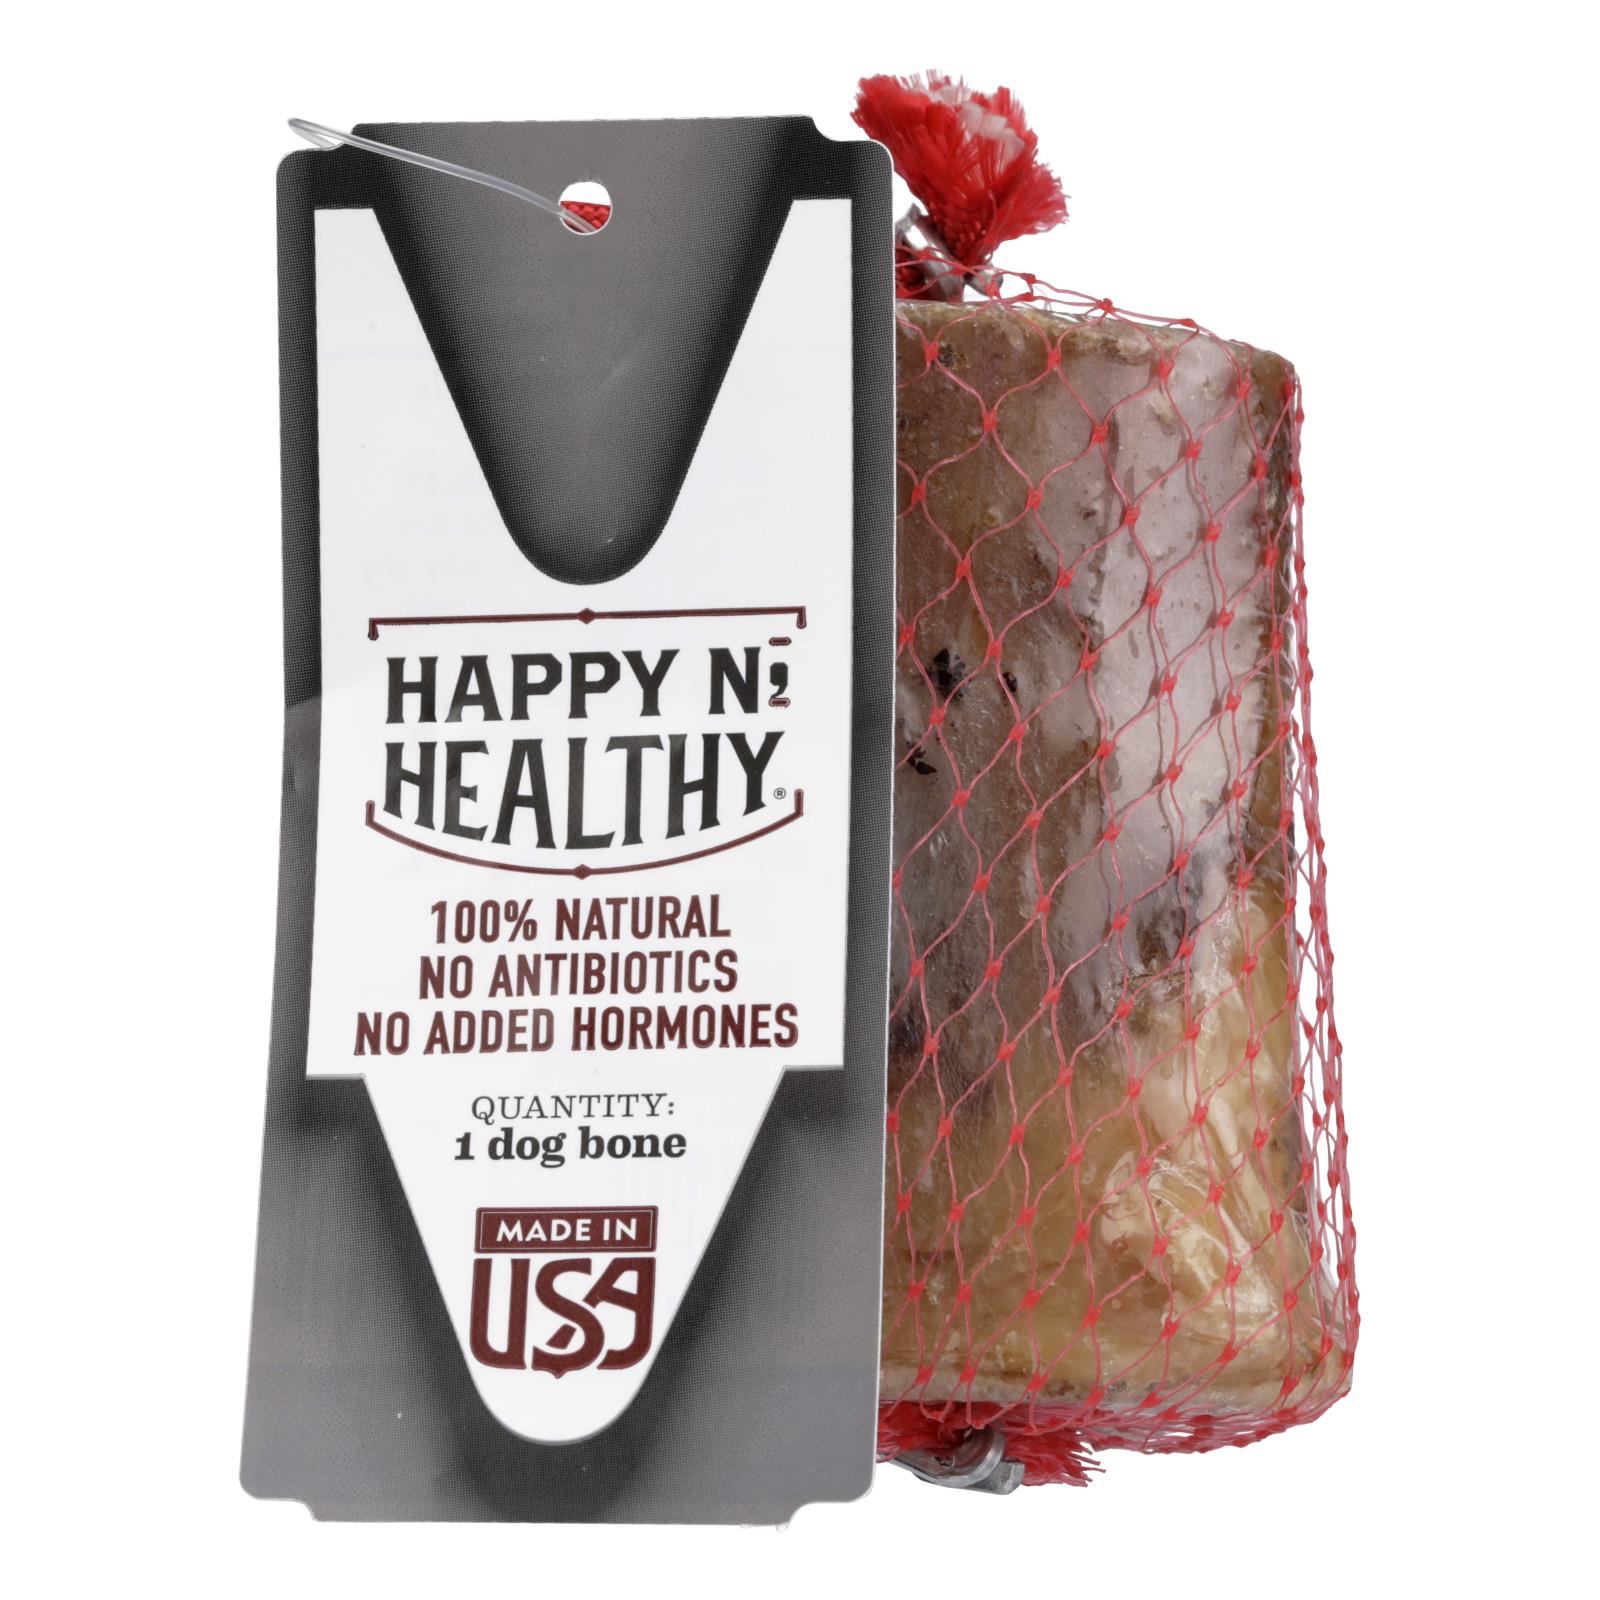 HAPPY N'
HEALTHY®
100% NATURAL
NO ANTIBIOTICS
NO ADDED HORMONES
QUANTITY:
1 dog bone
MADE IN
USA